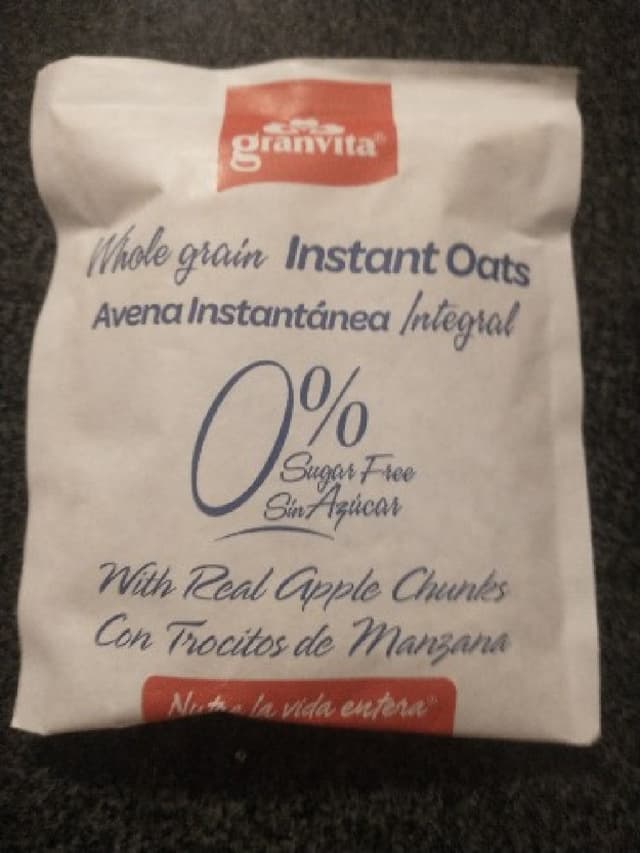 granvita®
Whole grain Instant Oats
Avena Instantánea Integral
0%
Sugar Free
Sin Azúcar
With Real Apple Chunks
Con Trocitos de Manzana
Nutre la vida entera®